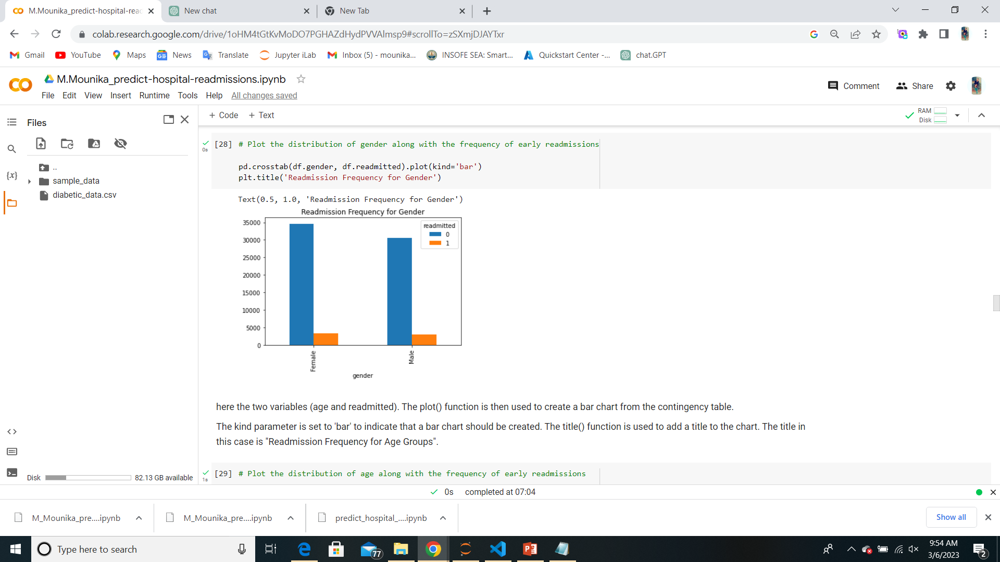 M.Mounika_predict-hospital-reac
New chat
New Tab
colab.research.google.com/drive/1oHM4tGtKvMoDO7PGHAZdHydPVVAlmsp9#scrollTo=zSXmjDJAYTxr
Gmail
YouTube
Maps
News
Translate
Jupyter iLab
Inbox (5) - mounika...
INSOFE SEA: Smart...
Quickstart Center -...
chat.GPT
M.Mounika_predict-hospital-readmissions.ipynb
File Edit View Insert Runtime Tools Help All changes saved
Comment
Share
Files
+ Code + Text
RAM
Disk
..
sample_data
diabetic_data.csv
{x}
0s
[28] # Plot the distribution of gender along with the frequency of early readmissions
pd.crosstab(df.gender, df.readmitted).plot(kind='bar')
plt.title('Readmission Frequency for Gender')
Text(0.5, 1.0, 'Readmission Frequency for Gender')
Readmission Frequency for Gender
35000
30000
25000
20000
15000
10000
5000
0
readmitted
0
1
Female
Male
gender
here the two variables (age and readmitted). The plot() function is then used to create a bar chart from the contingency table.
The kind parameter is set to 'bar' to indicate that a bar chart should be created. The title() function is used to add a title to the chart. The title in
this case is "Readmission Frequency for Age Groups".
1s
[29] # Plot the distribution of age along with the frequency of early readmissions
Disk
82.13 GB available
0s completed at 07:04
M_Mounika_pre....ipynb
M_Mounika_pre....ipynb
predict_hospital_....ipynb
Show all
Type here to search
77
9:54 AM
3/6/2023
2